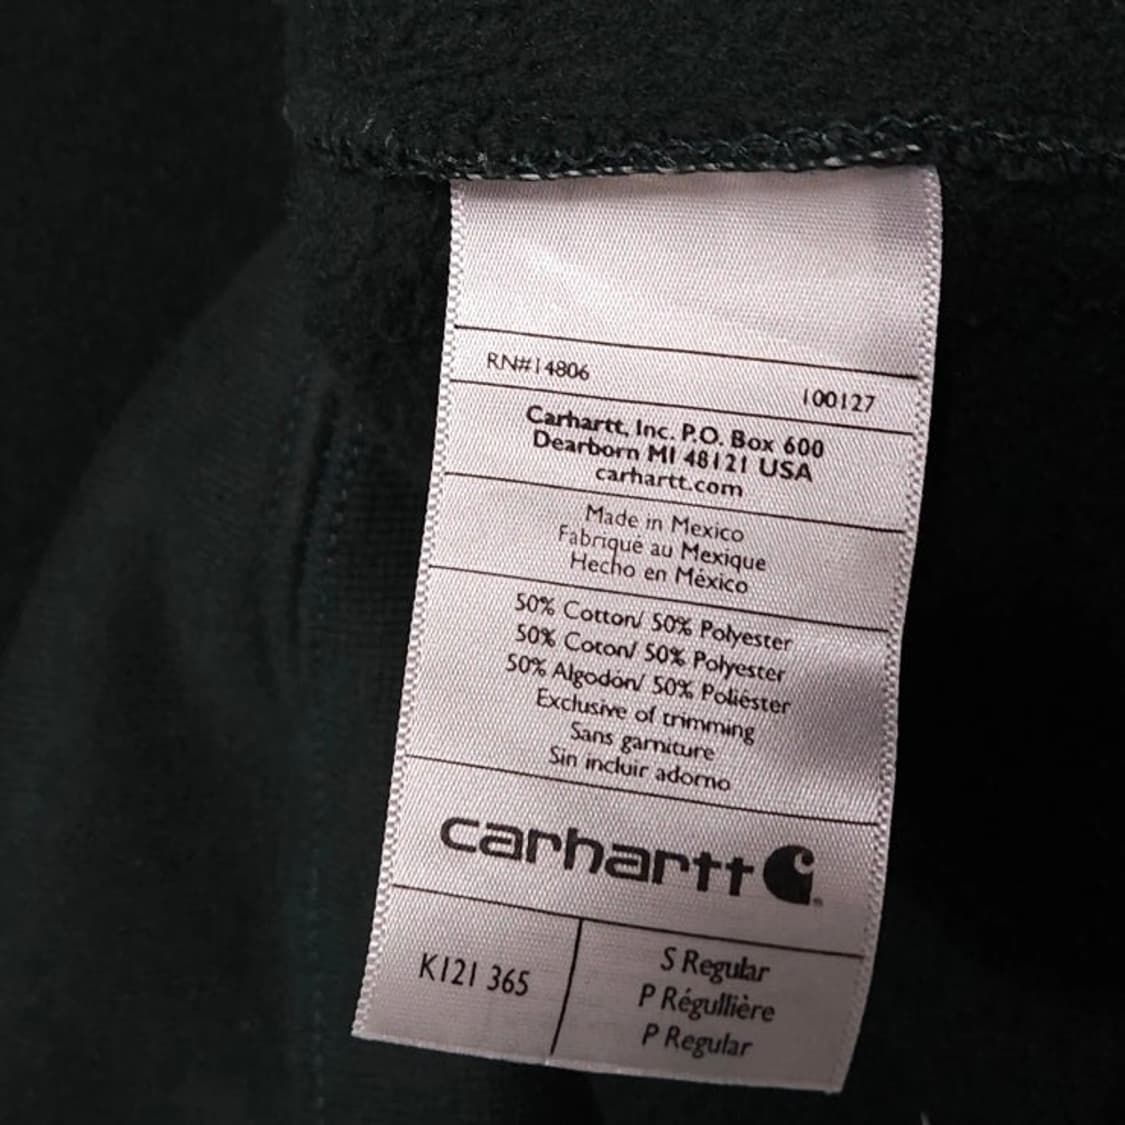 RN#14806
100127
Carhartt, Inc. P.O. Box 600
Dearborn MI 48121 USA
carhartt.com
Made in Mexico
Fabriqué au Mexique
Hecho en México
50% Cotton/ 50% Polyester
50% Coton/ 50% Polyester
50% Algodón/ 50% Poliéster
Exclusive of trimming
Sans garniture
Sin incluir adorno
carhartt
K121 365
S Regular
P Régullière
P Regular